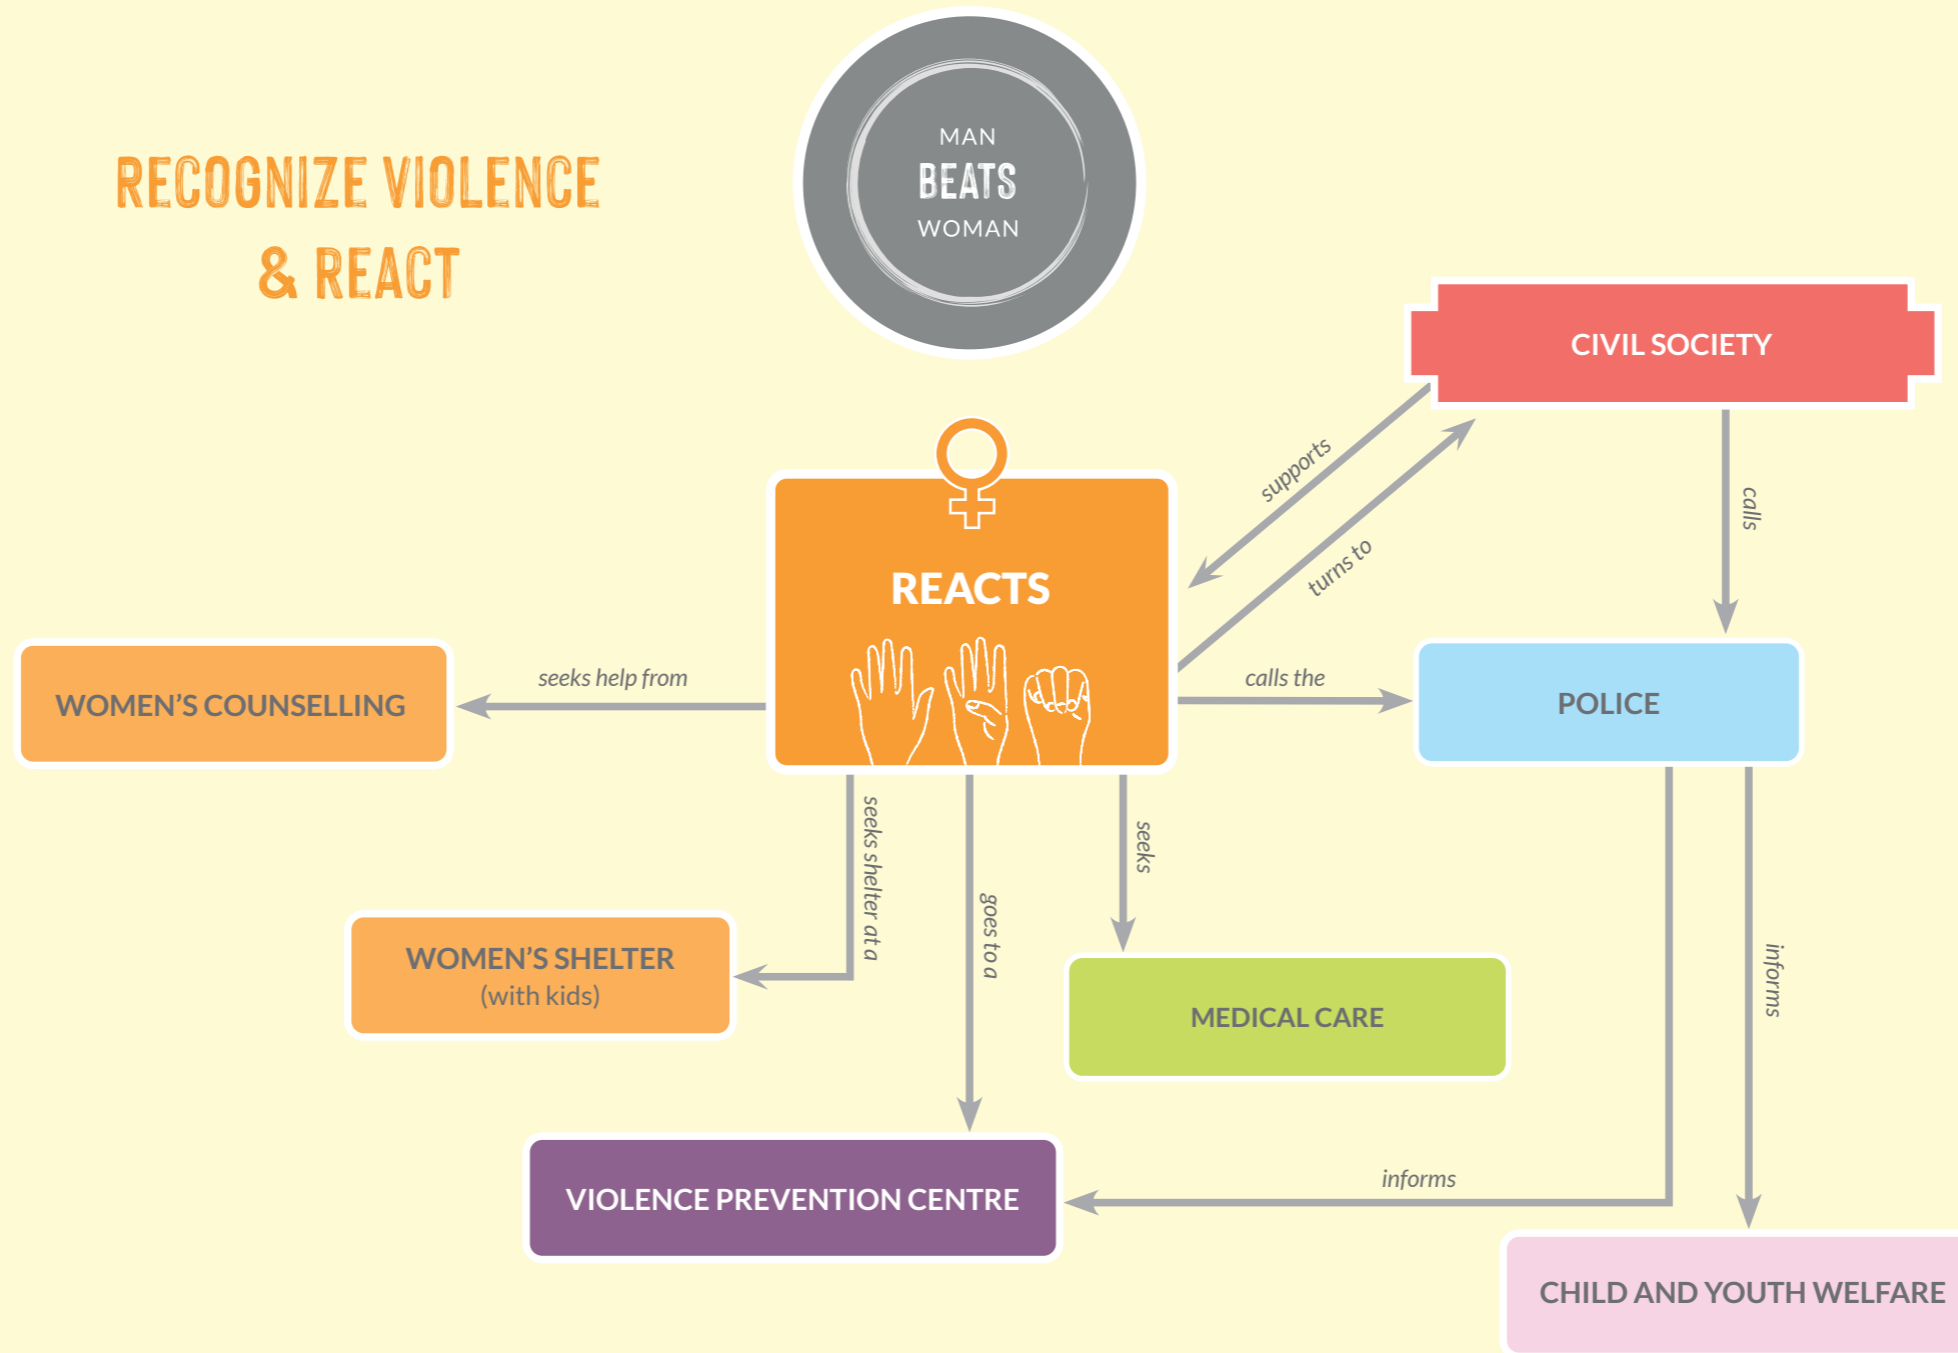 RECOGNIZE VIOLENCE
& REACT
MAN
BEATS
WOMAN
CIVIL SOCIETY
supports
turns to
calls
REACTS
WOMEN'S COUNSELLING
seeks help from
calls the
POLICE
seeks shelter at a
goes to a
seeks
informs
WOMEN'S SHELTER
(with kids)
MEDICAL CARE
VIOLENCE PREVENTION CENTRE
informs
CHILD AND YOUTH WELFARE